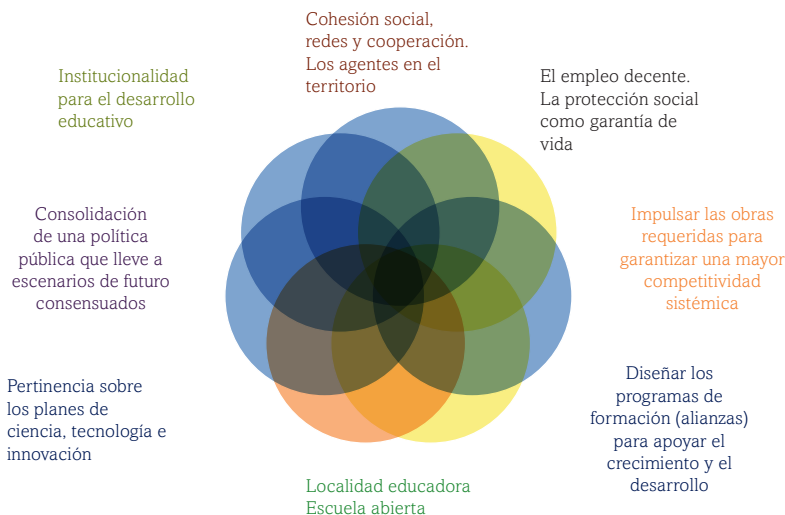 Cohesión social,
redes y cooperación.
Los agentes en el
territorio
Institucionalidad
para el desarrollo
educativo
El empleo decente.
La protección social
como garantía de
vida
Consolidación
de una política
pública que lleve a
escenarios de futuro
consensuados
Impulsar las obras
requeridas para
garantizar una mayor
competitividad
sistémica
Pertinencia sobre
los planes de
ciencia, tecnología e
innovación
Diseñar los
programas de
formación (alianzas)
para apoyar el
crecimiento y el
desarrollo
Localidad educadora
Escuela abierta